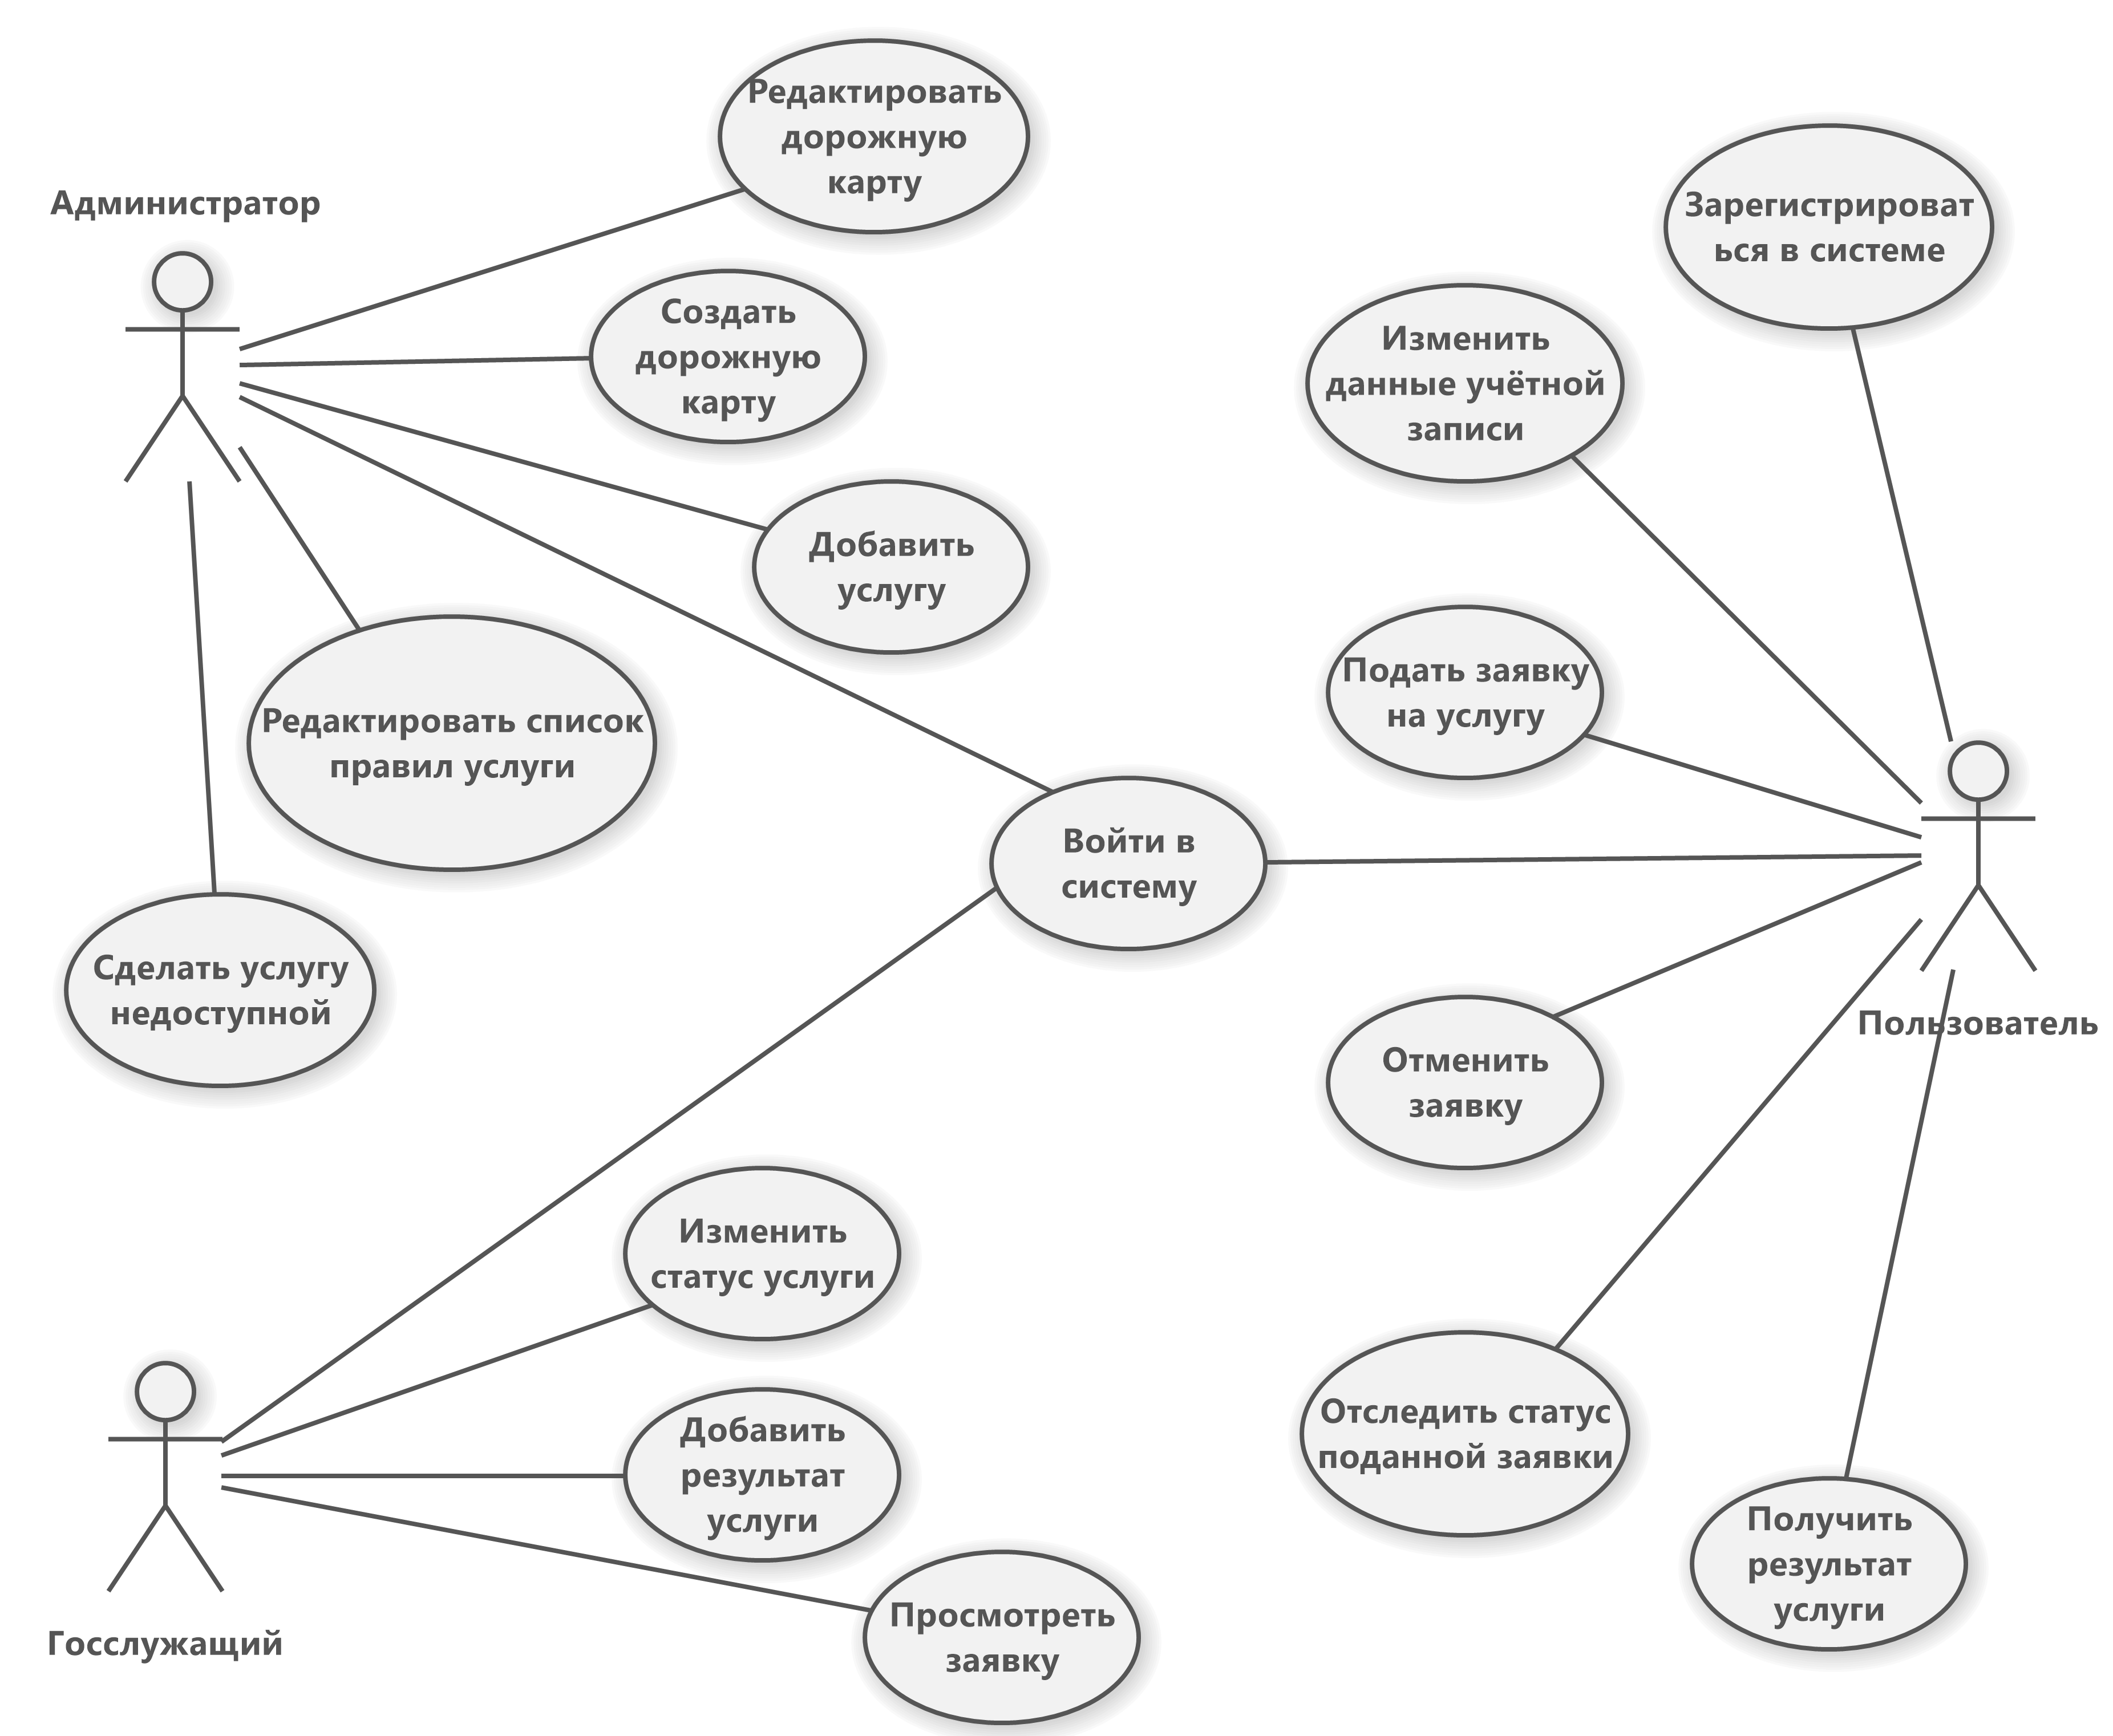 Редактировать
дорожную
карту
Администратор
Зарегистрироват
ься в системе
Создать
дорожную
карту
Изменить
данные учётной
записи
Добавить
услугу
Подать заявку
на услугу
Редактировать список
правил услуги
Войти в
систему
Сделать услугу
недоступной
Пользователь
Отменить
заявку
Изменить
статус услуги
Отследить статус
поданной заявки
Добавить
результат
услуги
Получить
результат
услуги
Просмотреть
заявку
Госслужащий